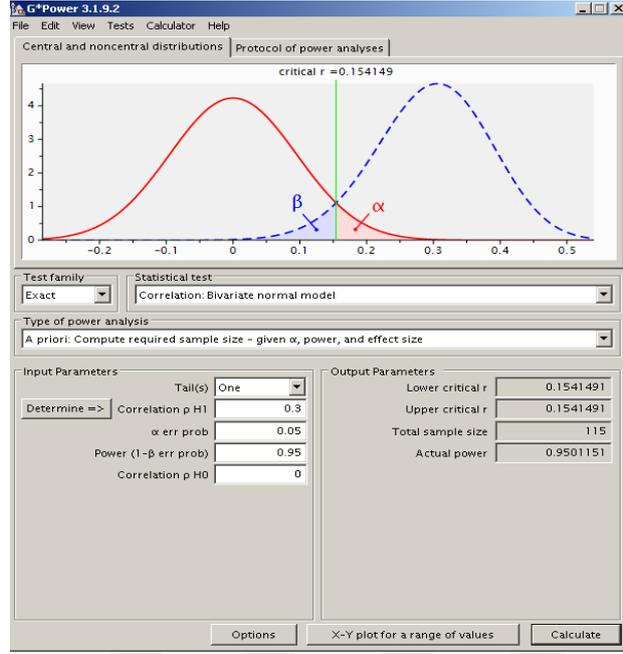 G*Power 3.1.9.2
File Edit View Tests Calculator Help
Central and noncentral distributions Protocol of power analyses
critical r =0.154149
4
3
2
1
0
β α
-0.2 -0.1 0 0.1 0.2 0.3 0.4 0.5
Test family Statistical test
Exact Correlation: Bivariate normal model
Type of power analysis
A priori: Compute required sample size - given α, power, and effect size
Input Parameters Output Parameters
Tail(s) One Lower critical r 0.1541491
Determine => Correlation ρ H1 0.3 Upper critical r 0.1541491
α err prob 0.05 Total sample size 115
Power (1-β err prob) 0.95 Actual power 0.9501151
Correlation ρ H0 0
Options X-Y plot for a range of values Calculate